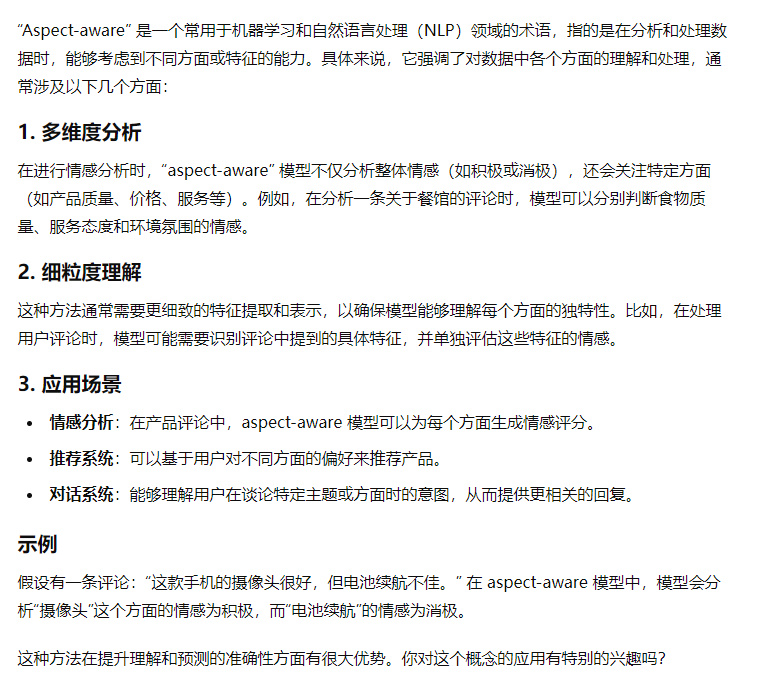 “Aspect-aware” 是一个常用于机器学习和自然语言处理（NLP）领域的术语，指的是在分析和处理数
据时，能够考虑到不同方面或特征的能力。具体来说，它强调了对数据中各个方面的理解和处理，通
常涉及以下几个方面：
1. 多维度分析
在进行情感分析时，“aspect-aware” 模型不仅分析整体情感（如积极或消极），还会关注特定方面
（如产品质量、价格、服务等）。例如，在分析一条关于餐馆的评论时，模型可以分别判断食物质
量、服务态度和环境氛围的情感。
2. 细粒度理解
这种方法通常需要更细致的特征提取和表示，以确保模型能够理解每个方面的独特性。比如，在处理
用户评论时，模型可能需要识别评论中提到的具体特征，并单独评估这些特征的情感。
3. 应用场景
• 情感分析：在产品评论中，aspect-aware 模型可以为每个方面生成情感评分。
• 推荐系统：可以基于用户对不同方面的偏好来推荐产品。
• 对话系统：能够理解用户在谈论特定主题或方面时的意图，从而提供更相关的回复。
示例
假设有一条评论：“这款手机的摄像头很好，但电池续航不佳。” 在 aspect-aware 模型中，模型会分
析“摄像头”这个方面的情感为积极，而“电池续航”的情感为消极。
这种方法在提升理解和预测的准确性方面有很大优势。你对这个概念的应用有特别的兴趣吗？